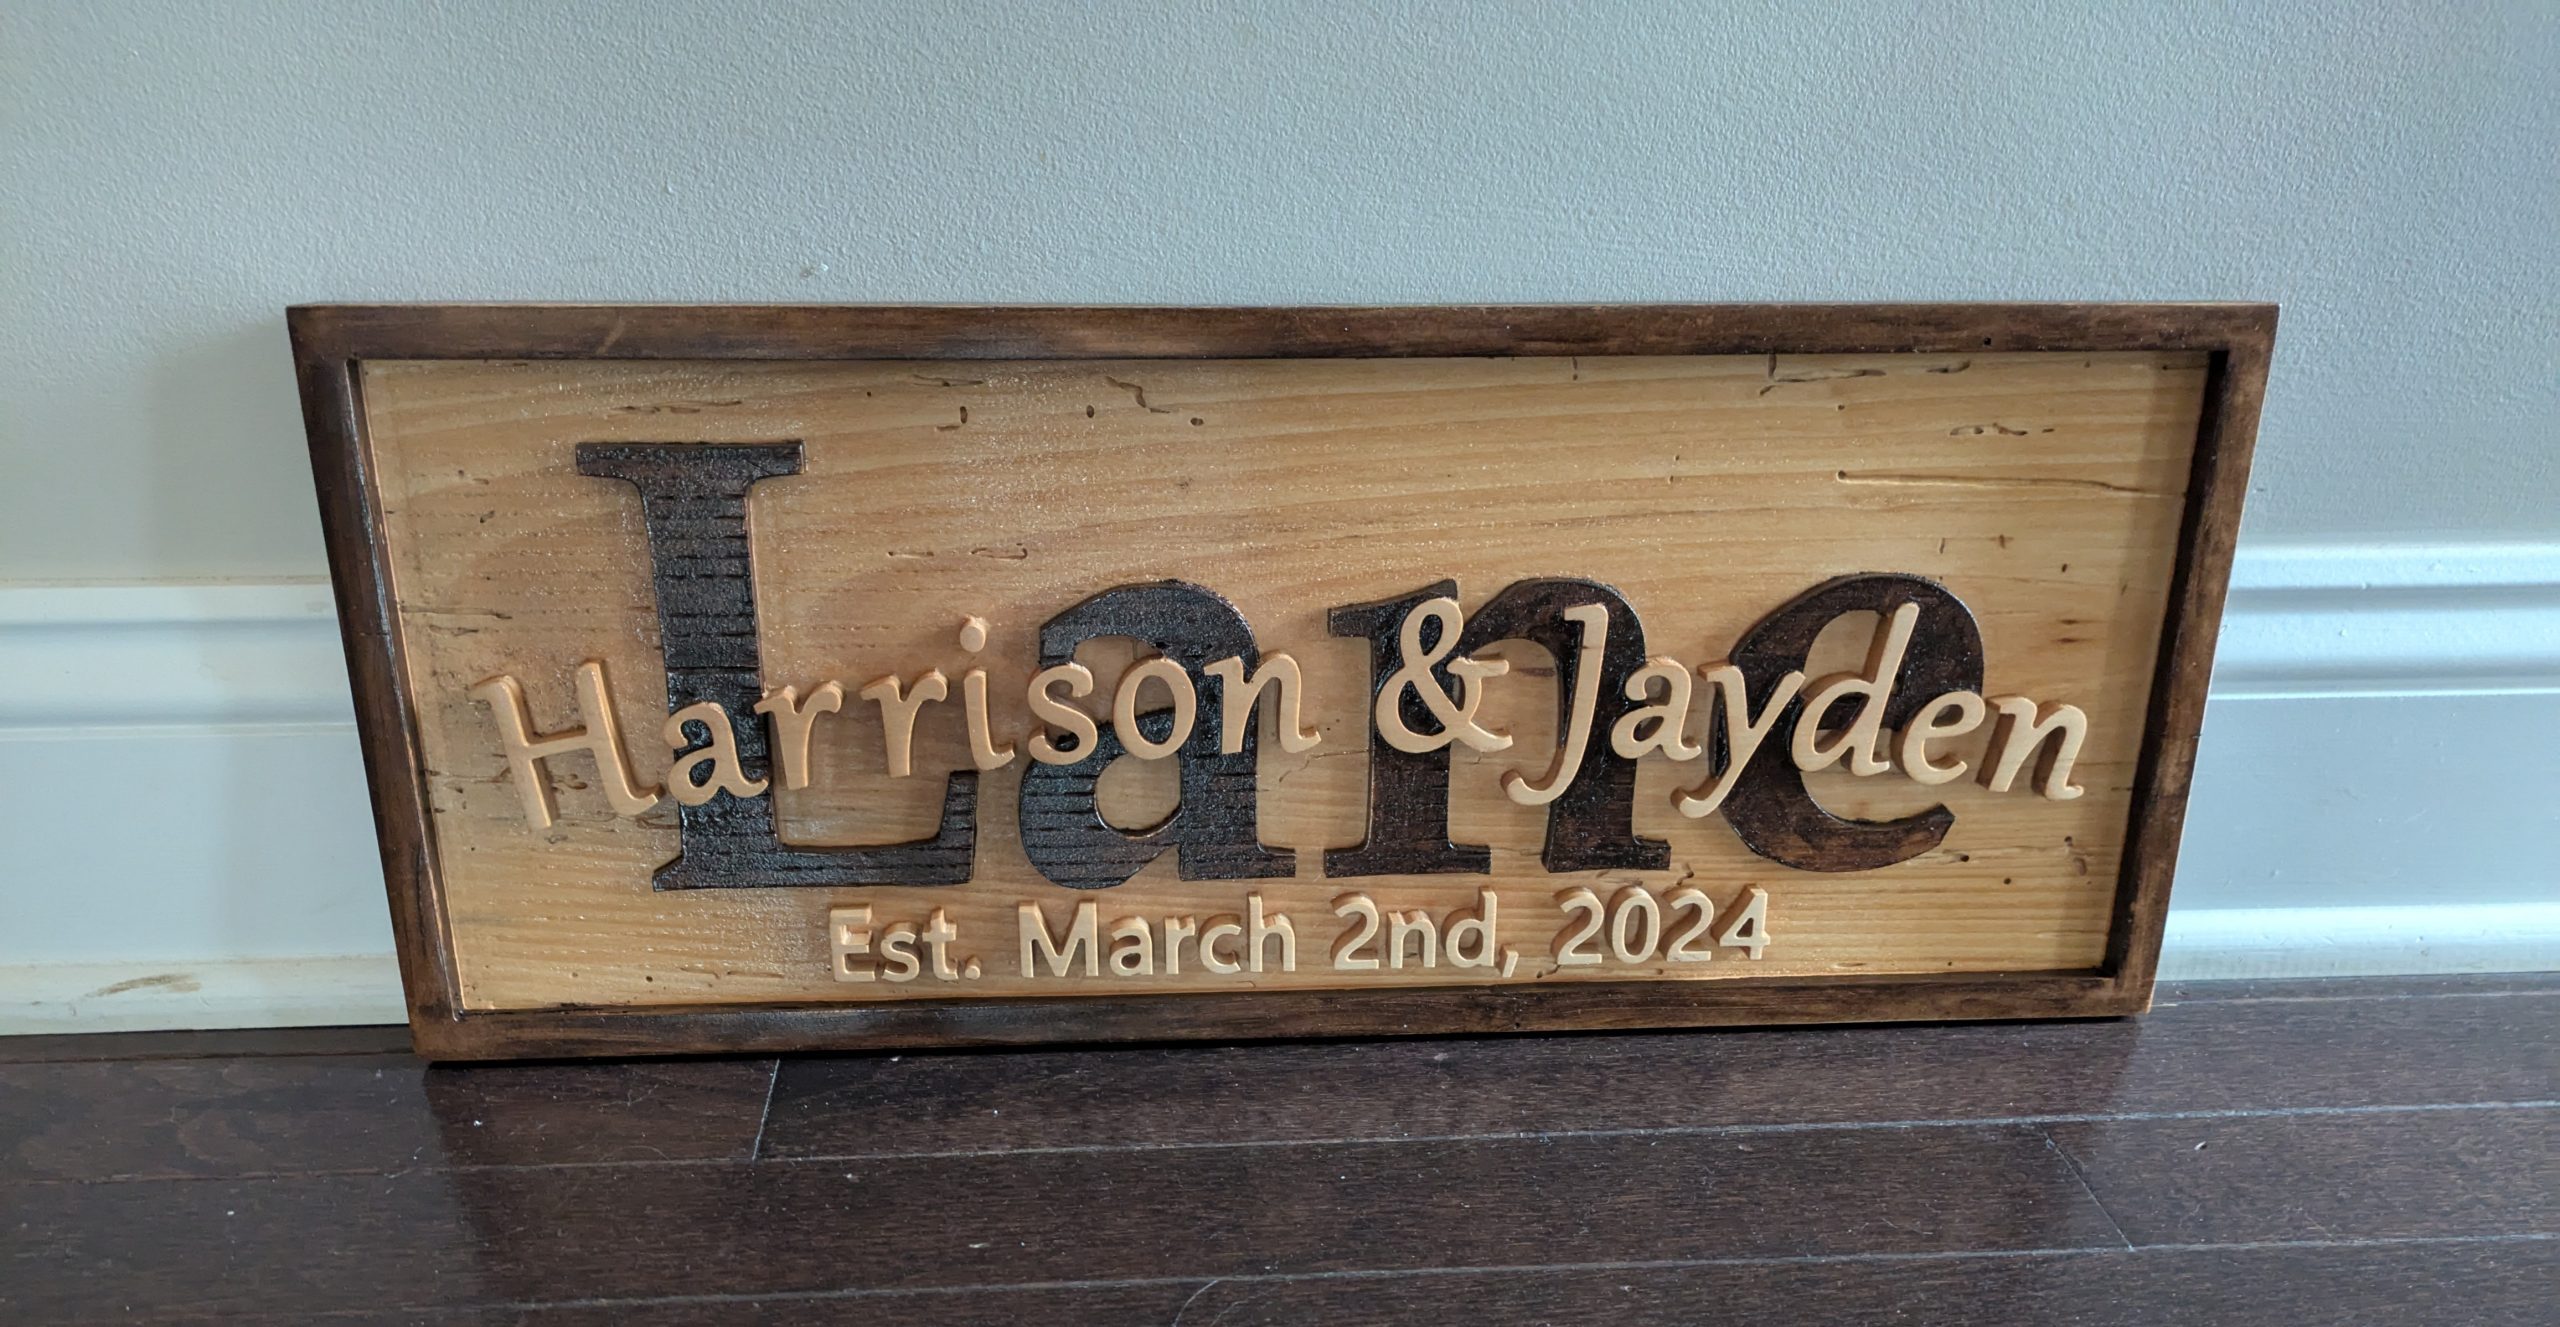 Lane
Harrison & Jayden
Est. March 2nd, 2024